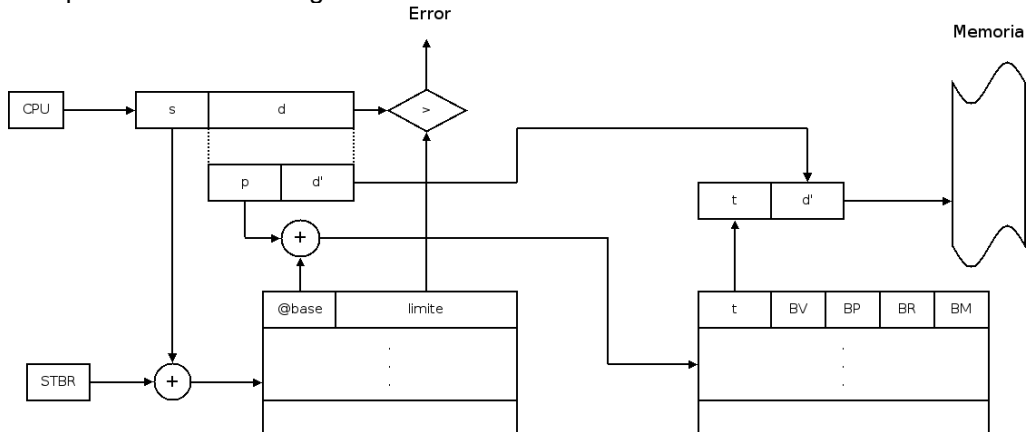 Error
Memoria
CPU
s
d
>
p
d'
t
d'
+
@base
limite
t
BV
BP
BR
BM
.
.
.
.
.
.
STBR
+